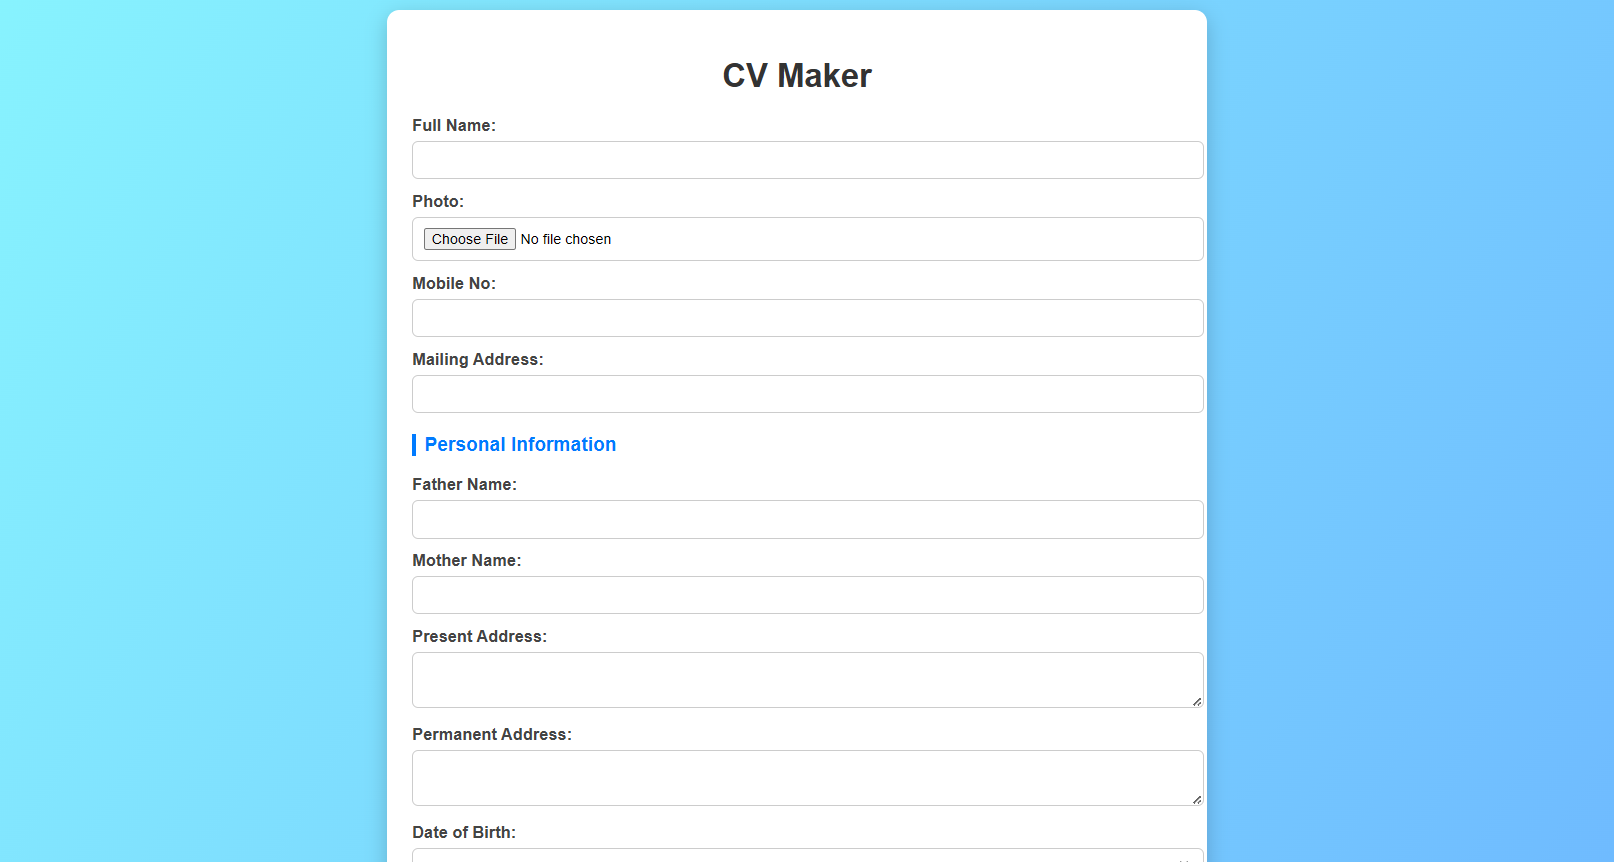 CV Maker
Full Name:
Photo:
Choose File No file chosen
Mobile No:
Mailing Address:
Personal Information
Father Name:
Mother Name:
Present Address:
Permanent Address:
Date of Birth: